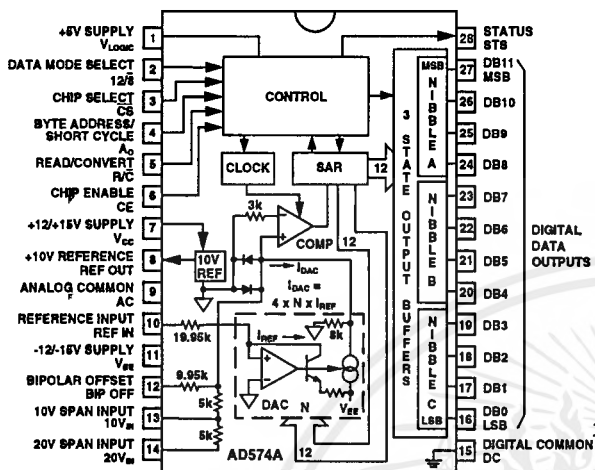 +5V SUPPLY
VLOGIC
1
DATA MODE SELECT
12/8̅
2
CHIP SELECT
C̅S̅
3
BYTE ADDRESS/
SHORT CYCLE
A₀
4
READ/CONVERT
R/C̅
5
CHIP ENABLE
CE
6
+12/+15V SUPPLY
VCC
7
+10V REFERENCE
REF OUT
8
ANALOG COMMON
AC
9
REFERENCE INPUT
REF IN
10
-12/-15V SUPPLY
VEE
11
BIPOLAR OFFSET
BIP OFF
12
10V SPAN INPUT
10VIN
13
20V SPAN INPUT
20VIN
14
CONTROL
CLOCK
SAR
12
3k
COMP
12
10V
REF
IDAC
IDAC =
4 x N x IREF
19.95k
IREF
8k
9.95k
5k
5k
DAC
N
VEE
12
AD574A
3 STATE OUTPUT BUFFERS
MSB
NIBBLE A
NIBBLE B
NIBBLE C
LSB
28
STATUS
STS
27
DB11
MSB
26
DB10
25
DB9
24
DB8
23
DB7
22
DB6
21
DB5
20
DB4
19
DB3
18
DB2
17
DB1
16
DB0
LSB
15
DIGITAL COMMON
DC
DIGITAL
DATA
OUTPUTS